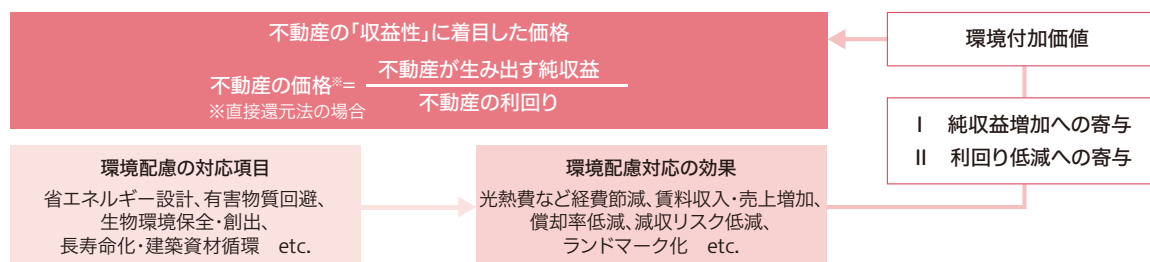 不動産の「収益性」に着目した価格
不動産の価格※=
不動産が生み出す純収益
不動産の利回り
※直接還元法の場合
環境付加価値
I 純収益増加への寄与
II 利回り低減への寄与
環境配慮の対応項目
省エネルギー設計、有害物質回避、
生物環境保全・創出、
長寿命化・建築資材循環 etc.
環境配慮対応の効果
光熱費など経費節減、賃料収入・売上増加、
償却率低減、減収リスク低減、
ランドマーク化 etc.